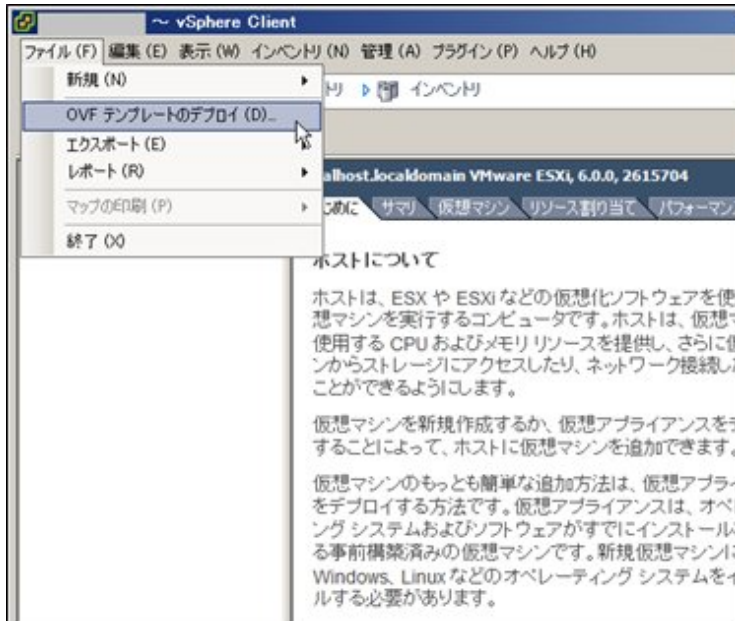 ～ vSphere Client
ファイル (F) 編集 (E) 表示 (W) インベントリ (N) 管理 (A) プラグイン (P) ヘルプ (H)
新規 (N)
トリ インベントリ
OVF テンプレートのデプロイ (D)...
エクスポート (E)
レポート (R)
alhost.localdomain VMware ESXi, 6.0.0, 2615704
マップの印刷 (P)
じめに サマリ 仮想マシン リソース割り当て パフォーマン
終了 (X)
ホストについて
ホストは、ESX や ESXi などの仮想化ソフトウェアを使
想マシンを実行するコンピュータです。ホストは、仮想マ
使用する CPU およびメモリ リソースを提供し、さらに仮
ンからストレージにアクセスしたり、ネットワーク接続した
ことができるようにします。
仮想マシンを新規作成するか、仮想アプライアンスをデ
することによって、ホストに仮想マシンを追加できます。
仮想マシンのもっとも簡単な追加方法は、仮想アプライ
をデプロイする方法です。仮想アプライアンスは、オペレ
ング システムおよびソフトウェアがすでにインストール
る事前構築済みの仮想マシンです。新規仮想マシンに
Windows、Linux などのオペレーティング システムをイ
ルする必要があります。